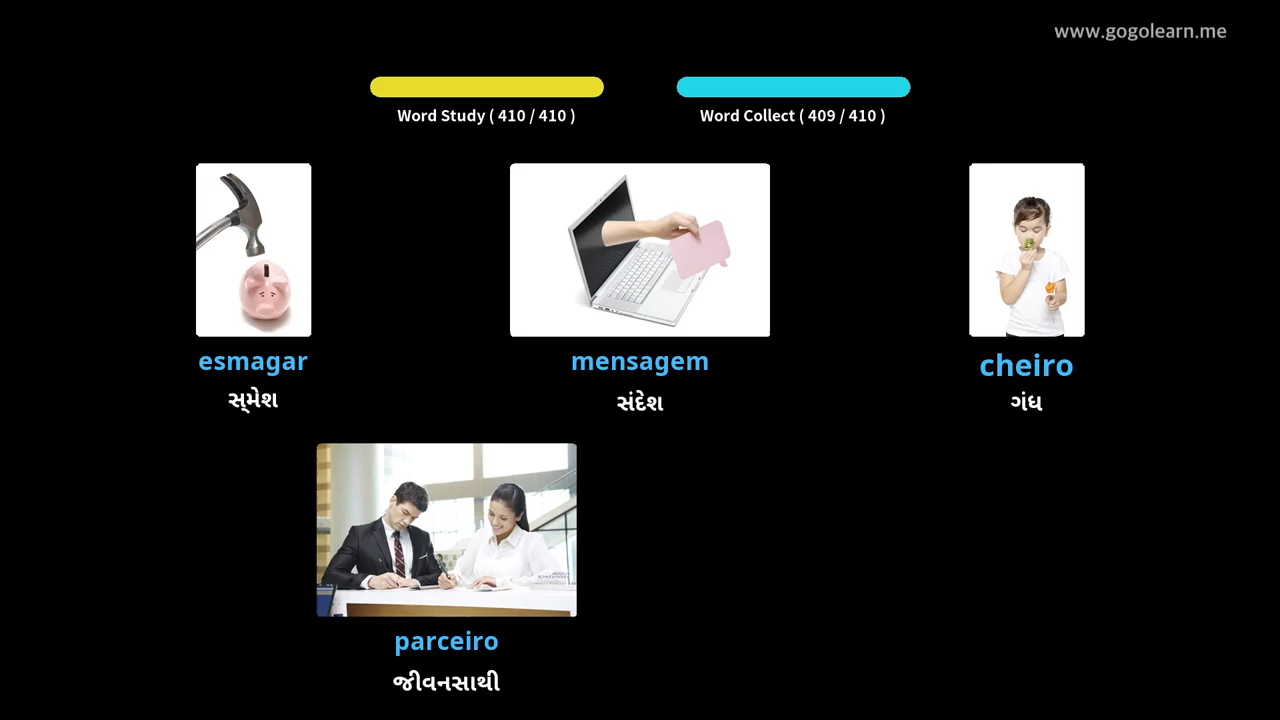 www.gogolearn.me
Word Study ( 410 / 410 )
Word Collect ( 409 / 410 )
esmagar
સ્મેશ
mensagem
સંદેશ
cheiro
ગંધ
parceiro
જીવનસાથી